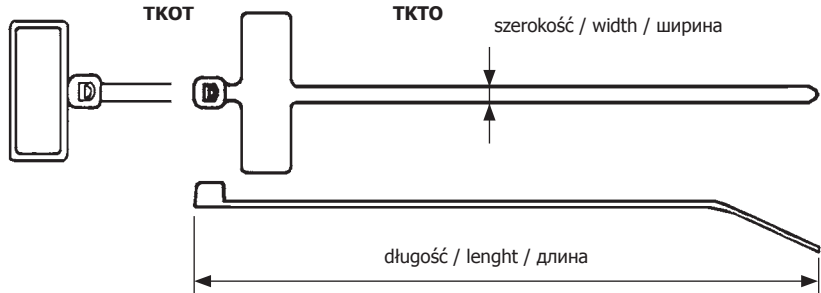 TKOT
TKTO
szerokość / width / ширина
długość / lenght / длина